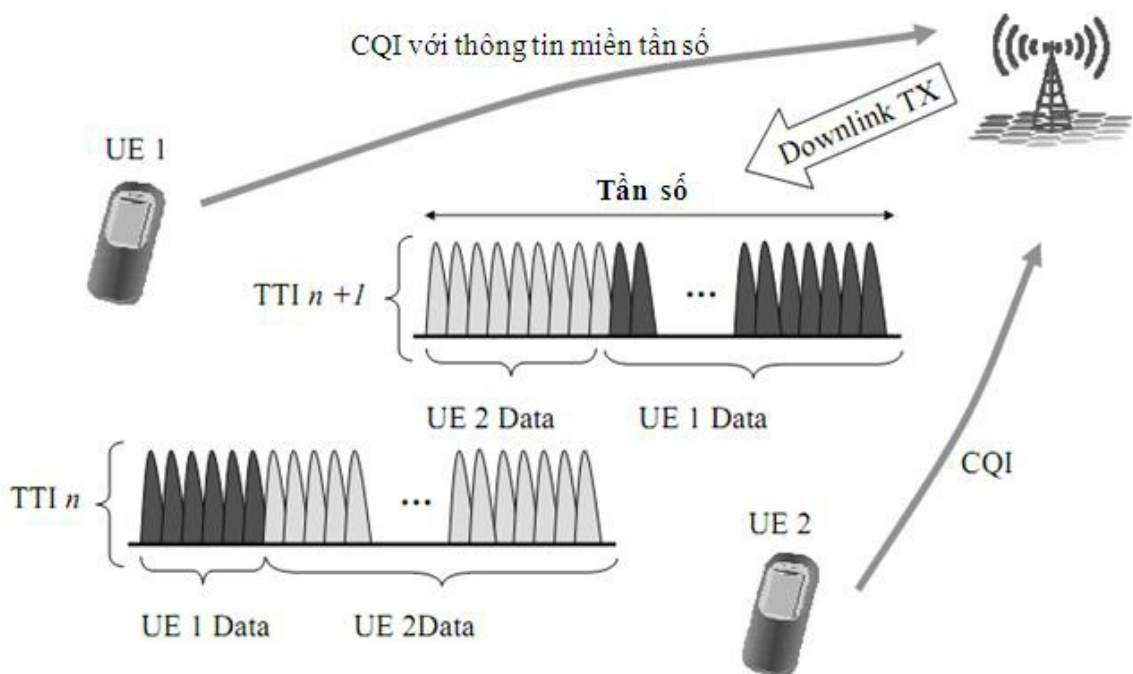 CQI với thông tin miền tần số
Downlink TX
UE 1
Tần số
TTI n +1
...
UE 2 Data
UE 1 Data
CQI
TTI n
...
UE 2
UE 1 Data
UE 2Data